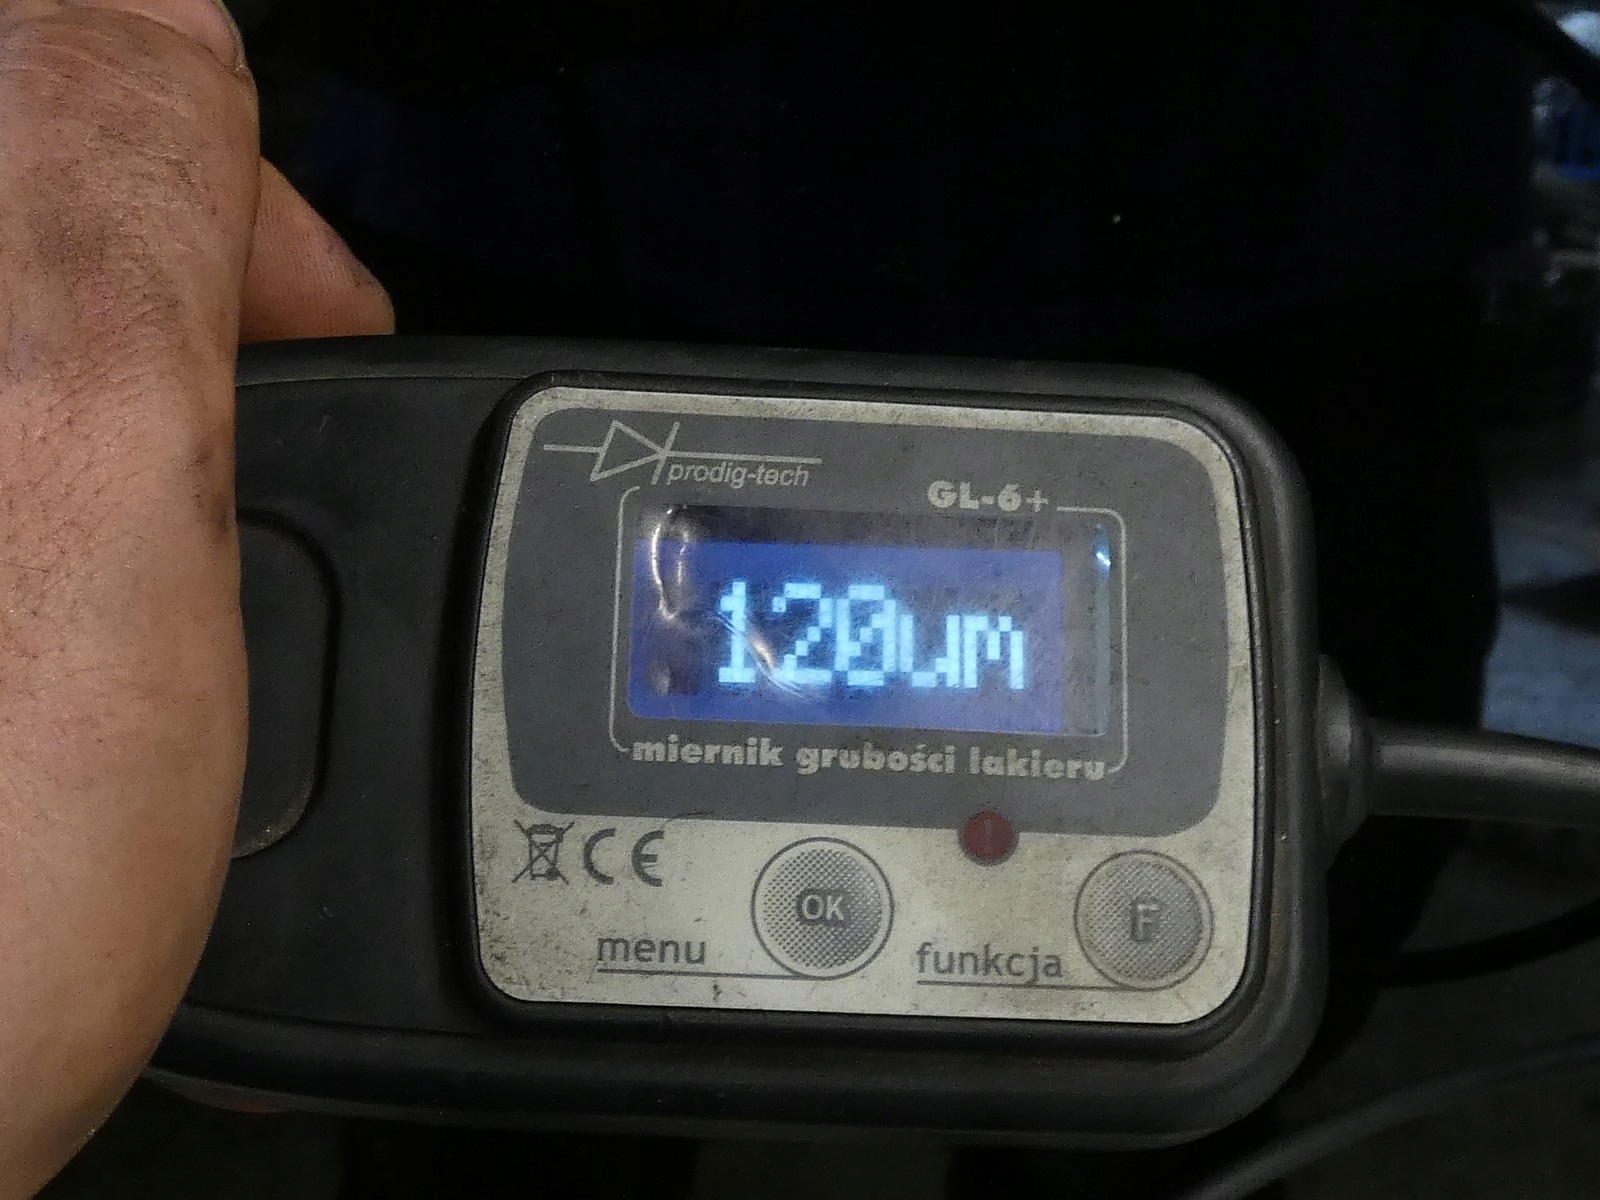 prodig-tech
GL-6+
120um
miernik grubości lakieru
CE
OK
F
menu
funkcja